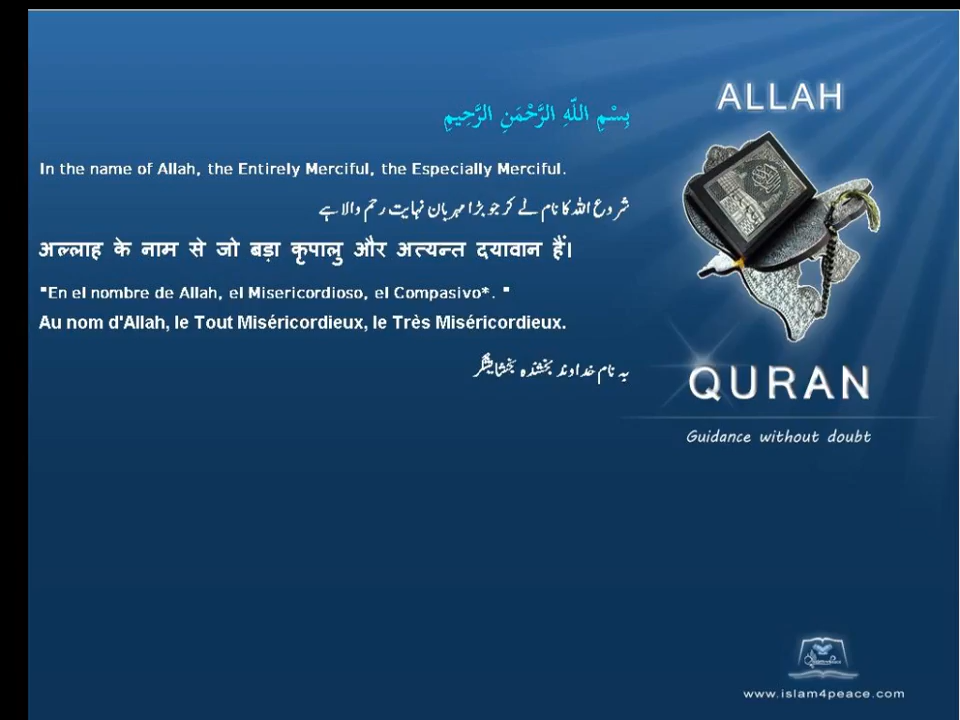 بِسْمِ اللَّهِ الرَّحْمَنِ الرَّحِيمِ
In the name of Allah, the Entirely Merciful, the Especially Merciful.
شروع اللہ کا نام لے کر جو بڑا مہربان نہایت رحم والا ہے
अल्लाह के नाम से जो बड़ा कृपालु और अत्यन्त दयावान हैं।
"En el nombre de Allah, el Misericordioso, el Compasivo*. "
Au nom d'Allah, le Tout Miséricordieux, le Très Miséricordieux.
به نام خداوند بخشنده بخشایشگر
ALLAH
QURAN
Guidance without doubt
www.islam4peace.com